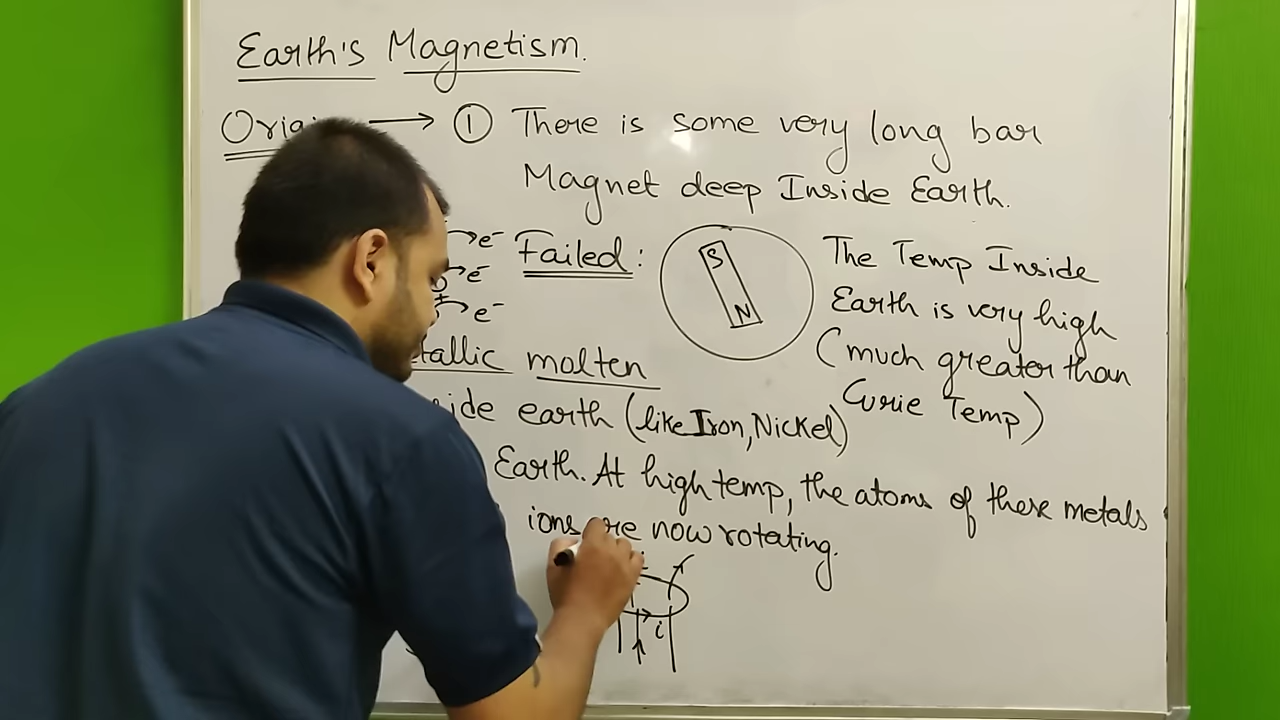 Earth's Magnetism.
→ ① There is some very long bar
Magnet deep Inside Earth.
e⁻ Failed :
e⁻
e⁻
S
N
The Temp Inside
Earth is very high
(much greater than
Curie Temp)
molten
earth (like Iron, Nickel)
Earth. At high temp, the atoms of these metals
ions are now rotating.
i